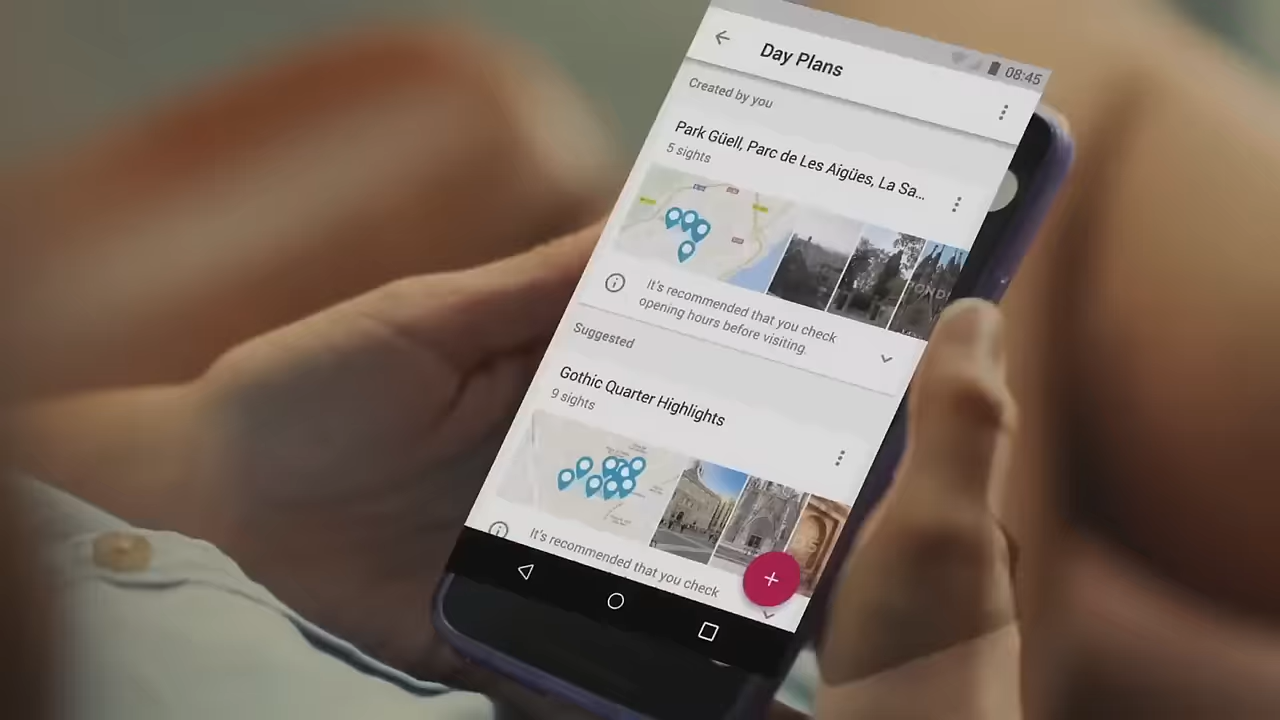 08:45
Day Plans
Created by you
Park Güell, Parc de Les Aigües, La Sa...
5 sights
It's recommended that you check
opening hours before visiting.
Suggested
Gothic Quarter Highlights
9 sights
It's recommended that you check